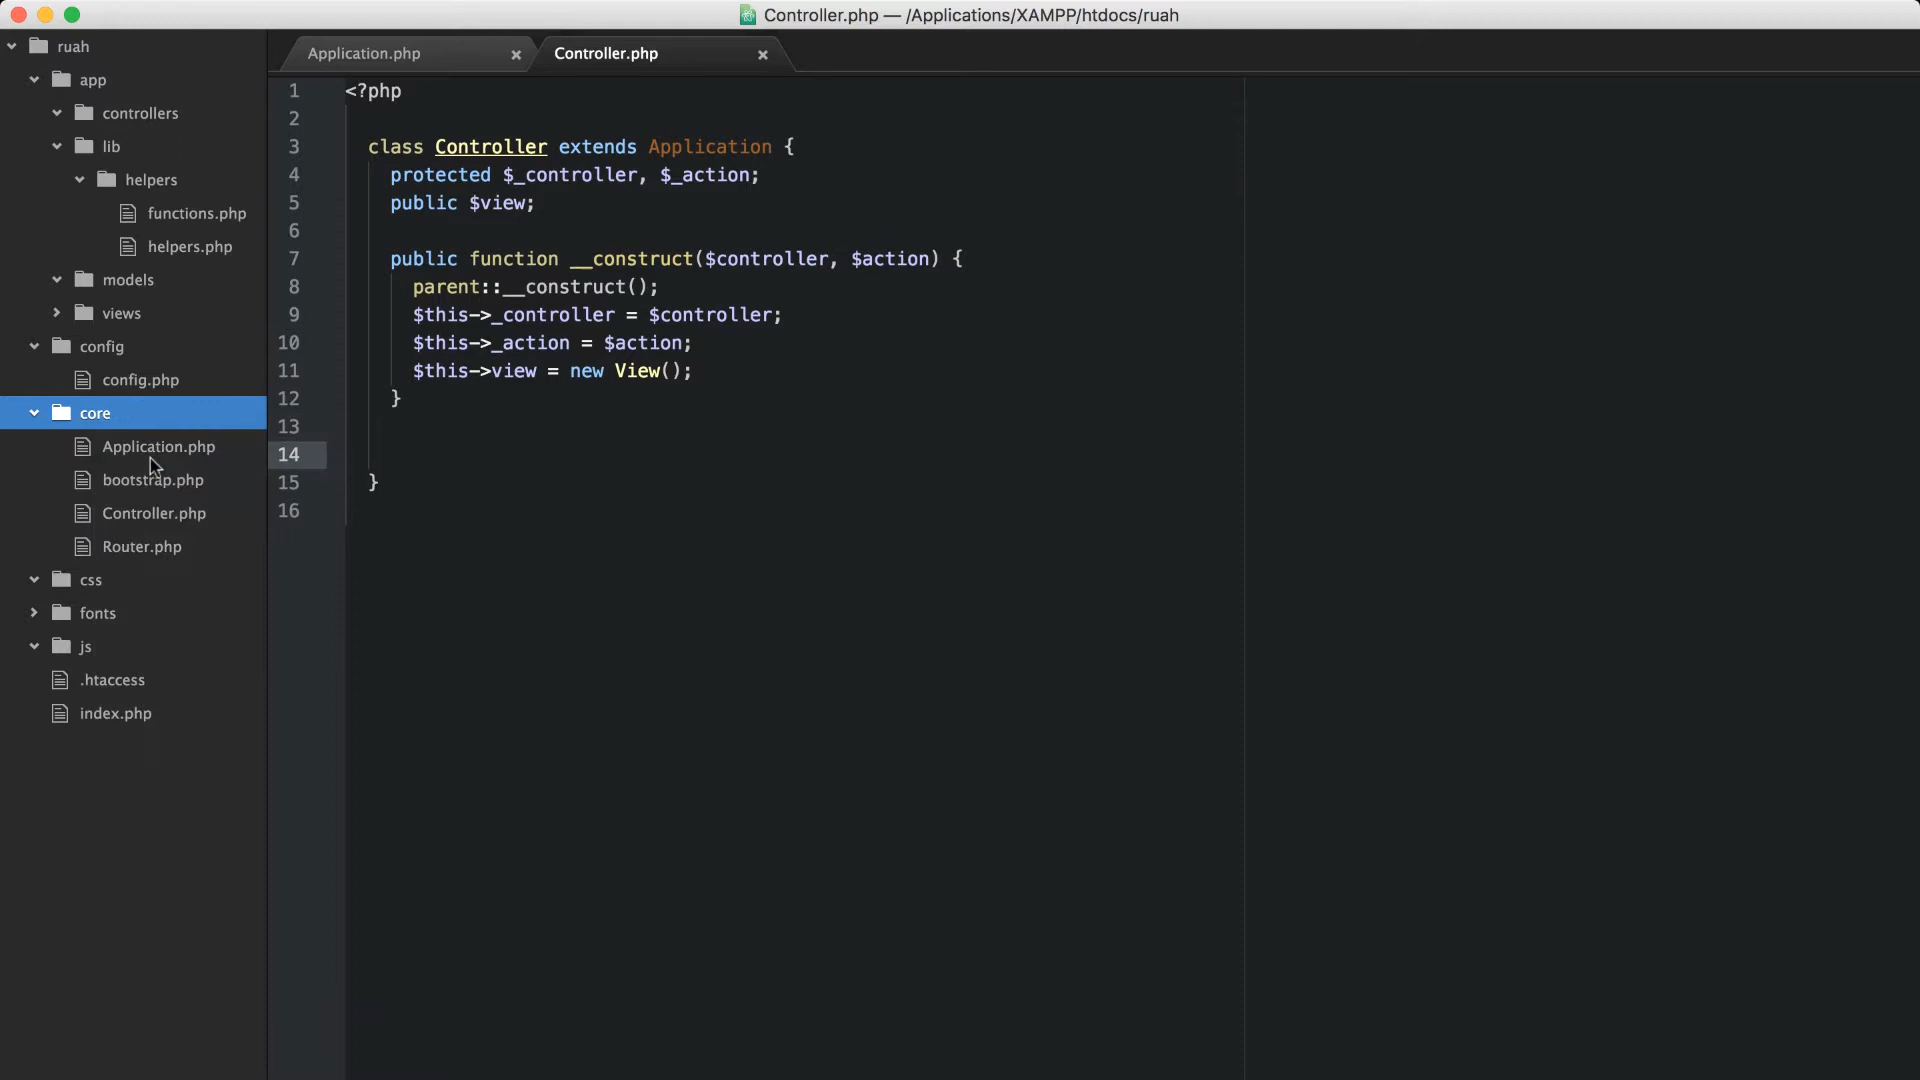 Controller.php — /Applications/XAMPP/htdocs/ruah
ruah
app
controllers
lib
helpers
functions.php
helpers.php
models
views
config
config.php
core
Application.php
bootstrap.php
Controller.php
Router.php
css
fonts
js
.htaccess
index.php
Application.php × Controller.php ×
1 <?php
2
3 class Controller extends Application {
4 protected $_controller, $_action;
5 public $view;
6
7 public function __construct($controller, $action) {
8 parent::__construct();
9 $this->_controller = $controller;
10 $this->_action = $action;
11 $this->view = new View();
12 }
13
14
15 }
16